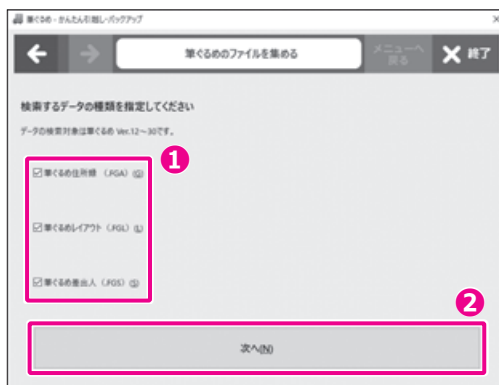 筆ぐるめ - かんたん引越し・バックアップ
筆ぐるめのファイルを集める
メニューへ
戻る
終了
検索するデータの種類を指定してください
データの検索対象は筆ぐるめ Ver.12～30です。
1
筆ぐるめ住所録 (.FGA) (G)
筆ぐるめレイアウト (.FGL) (L)
筆ぐるめ差出人 (.FGS) (S)
2
次へ(N)